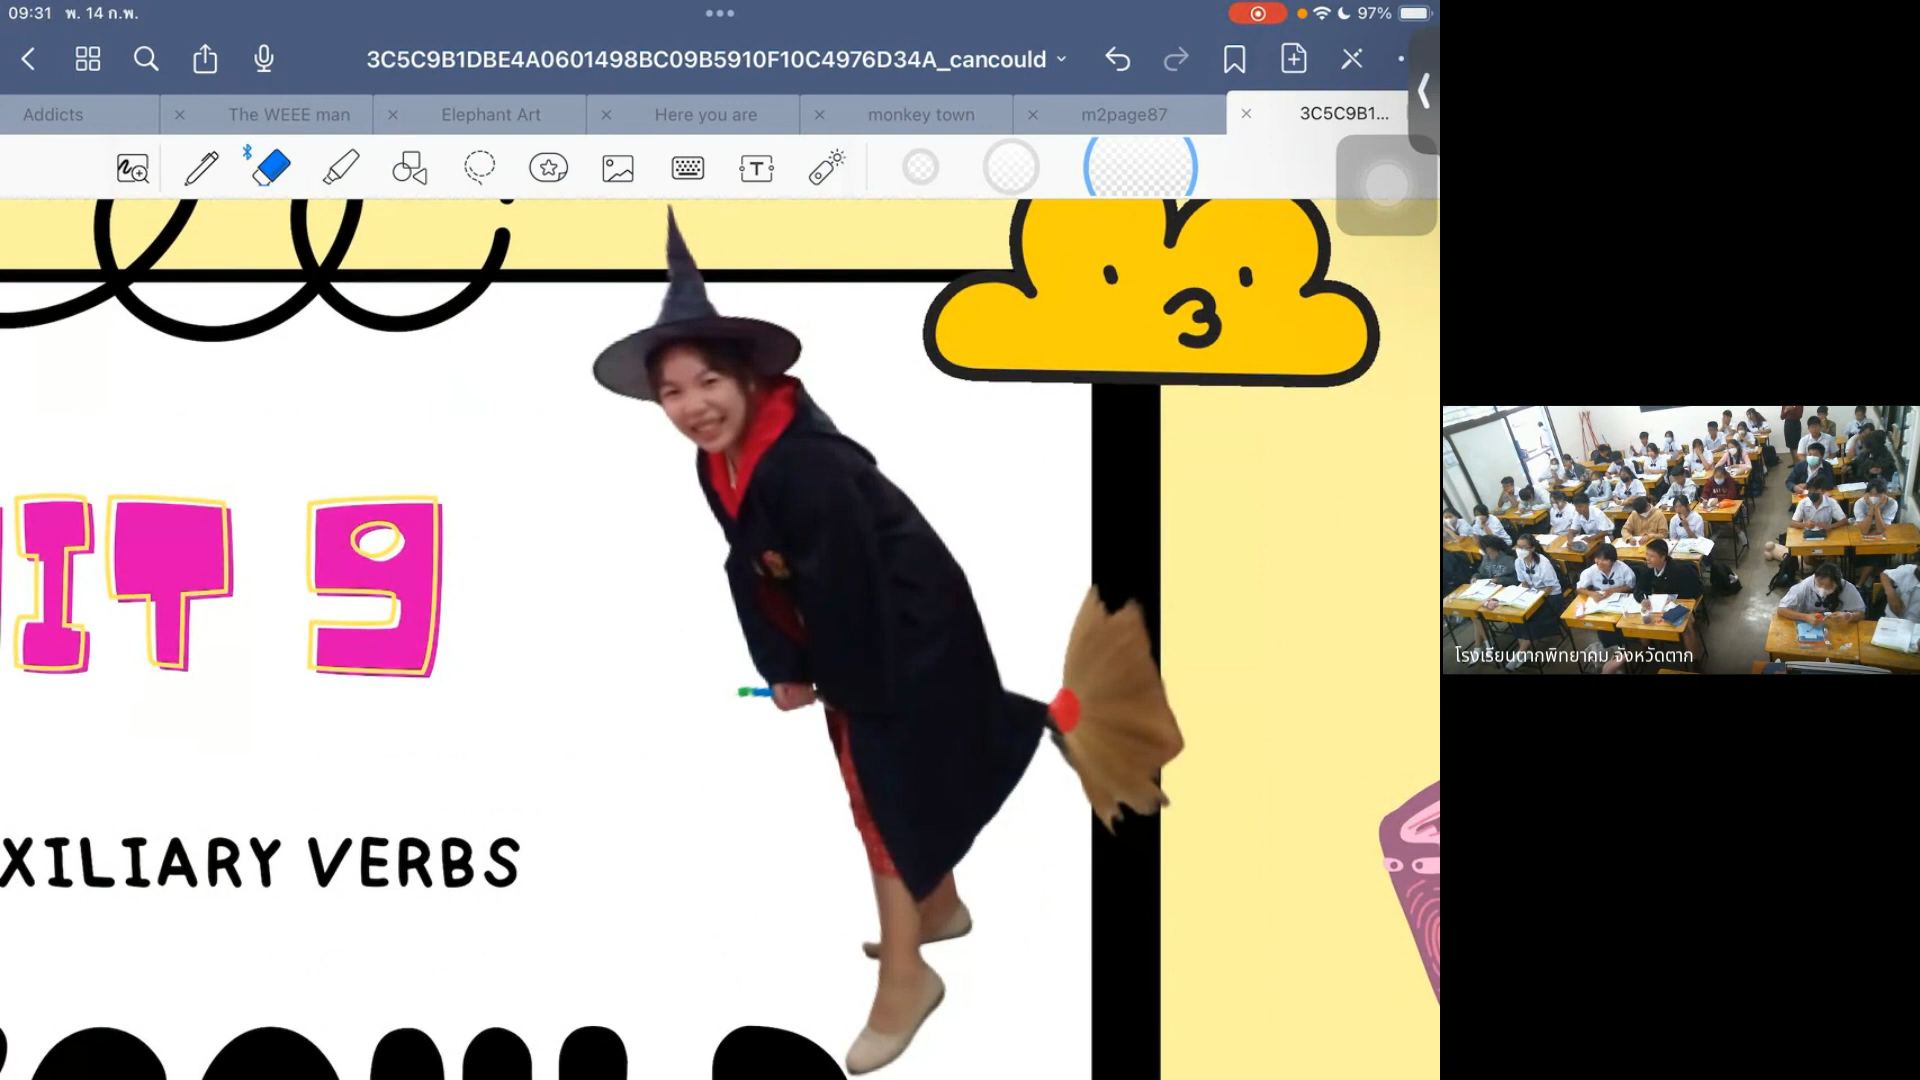 09:31 พ. 14 ก.พ.
97%
3C5C9B1DBE4A0601498BC09B5910F10C4976D34A_cancould
Addicts
The WEEE man
Elephant Art
Here you are
monkey town
m2page87
3C5C9B1...
IT 9
XILIARY VERBS
โรงเรียนตากพิทยาคม จังหวัดตาก